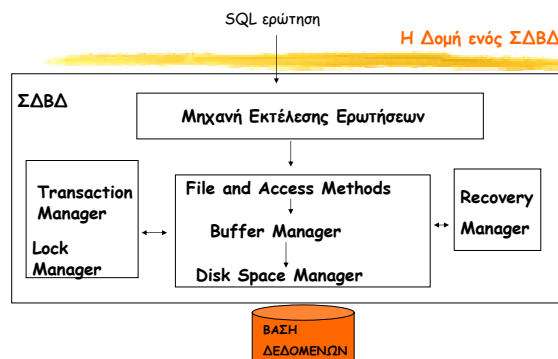 SQL ερώτηση
Η Δομή ενός ΣΔΒΔ
ΣΔΒΔ
Μηχανή Εκτέλεσης Ερωτήσεων
File and Access Methods
Transaction
Manager
Lock
Manager
Buffer Manager
Disk Space Manager
Recovery
Manager
ΒΑΣΗ
ΔΕΔΟΜΕΝΩΝ